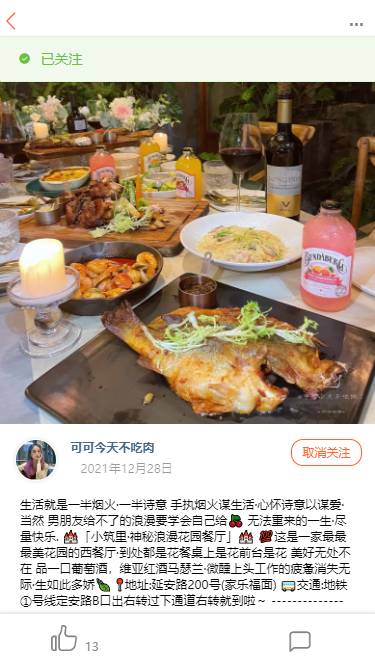 ...
已关注
BUNDABERG
可可今天不吃肉
取消关注
2021年12月28日
生活就是一半烟火·一半诗意 手执烟火谋生活·心怀诗意以谋爱·
当然 男朋友给不了的浪漫要学会自己给🍒 无法重来的一生·尽
量快乐. 🏰「小筑里·神秘浪漫花园餐厅」🏰 💐这是一家最最
最美花园的西餐厅·到处都是花餐桌上是花前台是花 美好无处不
在 品一口葡萄酒，维亚红酒马瑟兰·微醺上头工作的疲惫消失无
际·生如此多娇🍃 📍地址:延安路200号(家乐福面) 🚌交通:地铁
①号线定安路B口出右转过下通道右转就到啦～ --------------
13